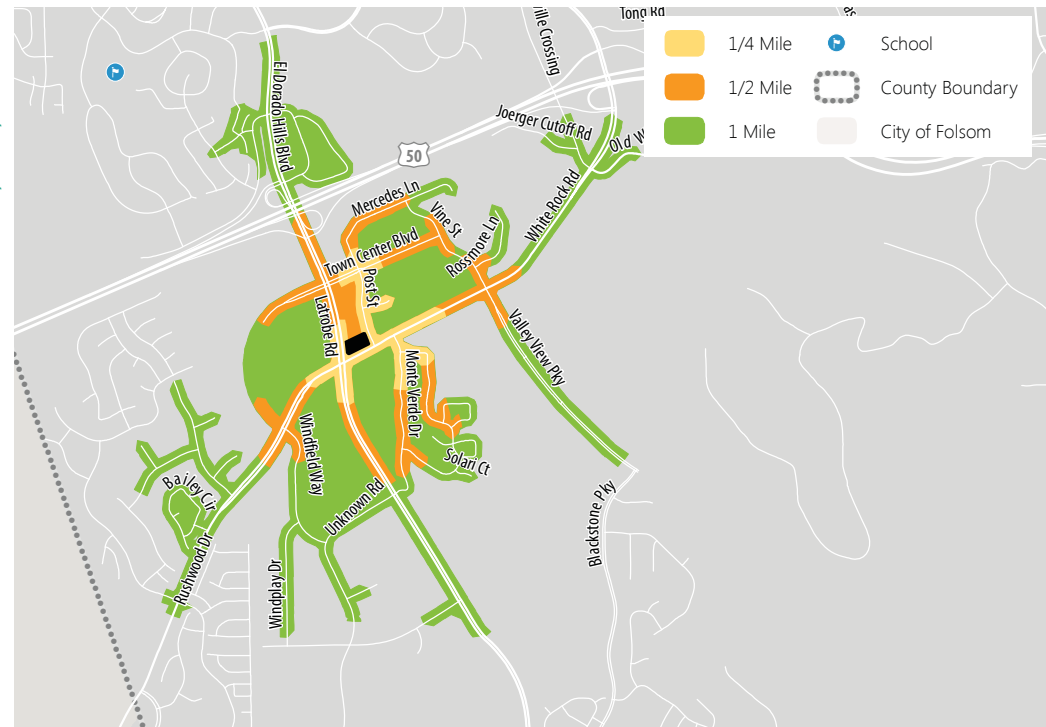 ville Crossing
Tong Rd
1/4 Mile
School
1/2 Mile
County Boundary
1 Mile
City of Folsom
El Dorado Hills Blvd
Joerger Cutoff Rd
Old W
50
White Rock Rd
Mercedes Ln
Vine St
Rossmore Ln
Town Center Blvd
Post St
Latrobe Rd
Valley View Pky
Monte Verde Dr
Windfield Way
Solari Ct
Bailey Cir
Unknown Rd
Blackstone Pky
Rushwood Dr
Windplay Dr